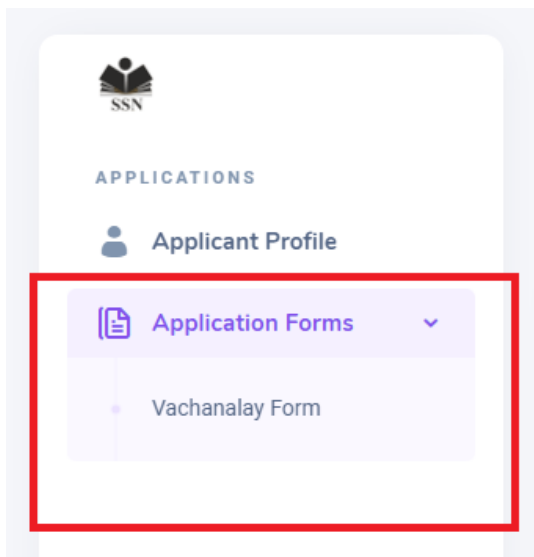 SSN
APPLICATIONS
Applicant Profile
Application Forms
Vachanalay Form